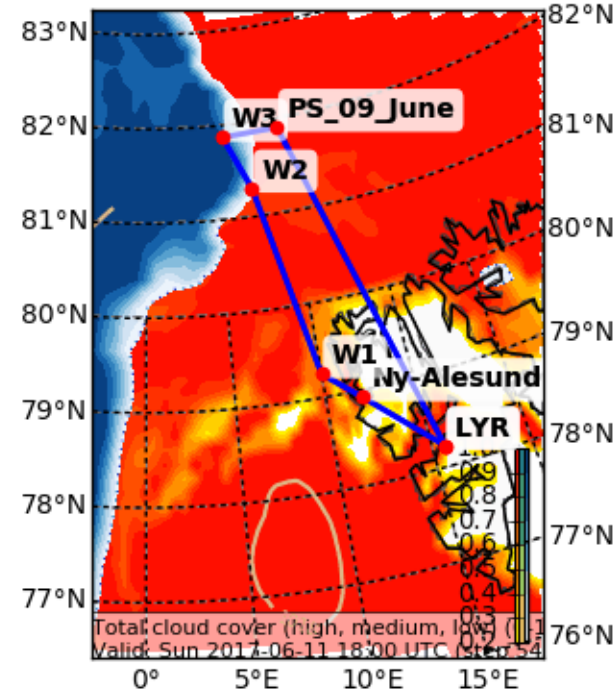 83°N
82°N
81°N
80°N
79°N
78°N
77°N
82°N
81°N
80°N
79°N
78°N
77°N
76°N
W3
PS_09_June
W2
W1
Ny-Alesund
LYR
0.9
0.8
0.7
0.6
0.4
0.3
Total cloud cover (high, medium, low)
Valid: Sun 2017-06-11 18:00 UTC (step 54
0°
5°E
10°E
15°E